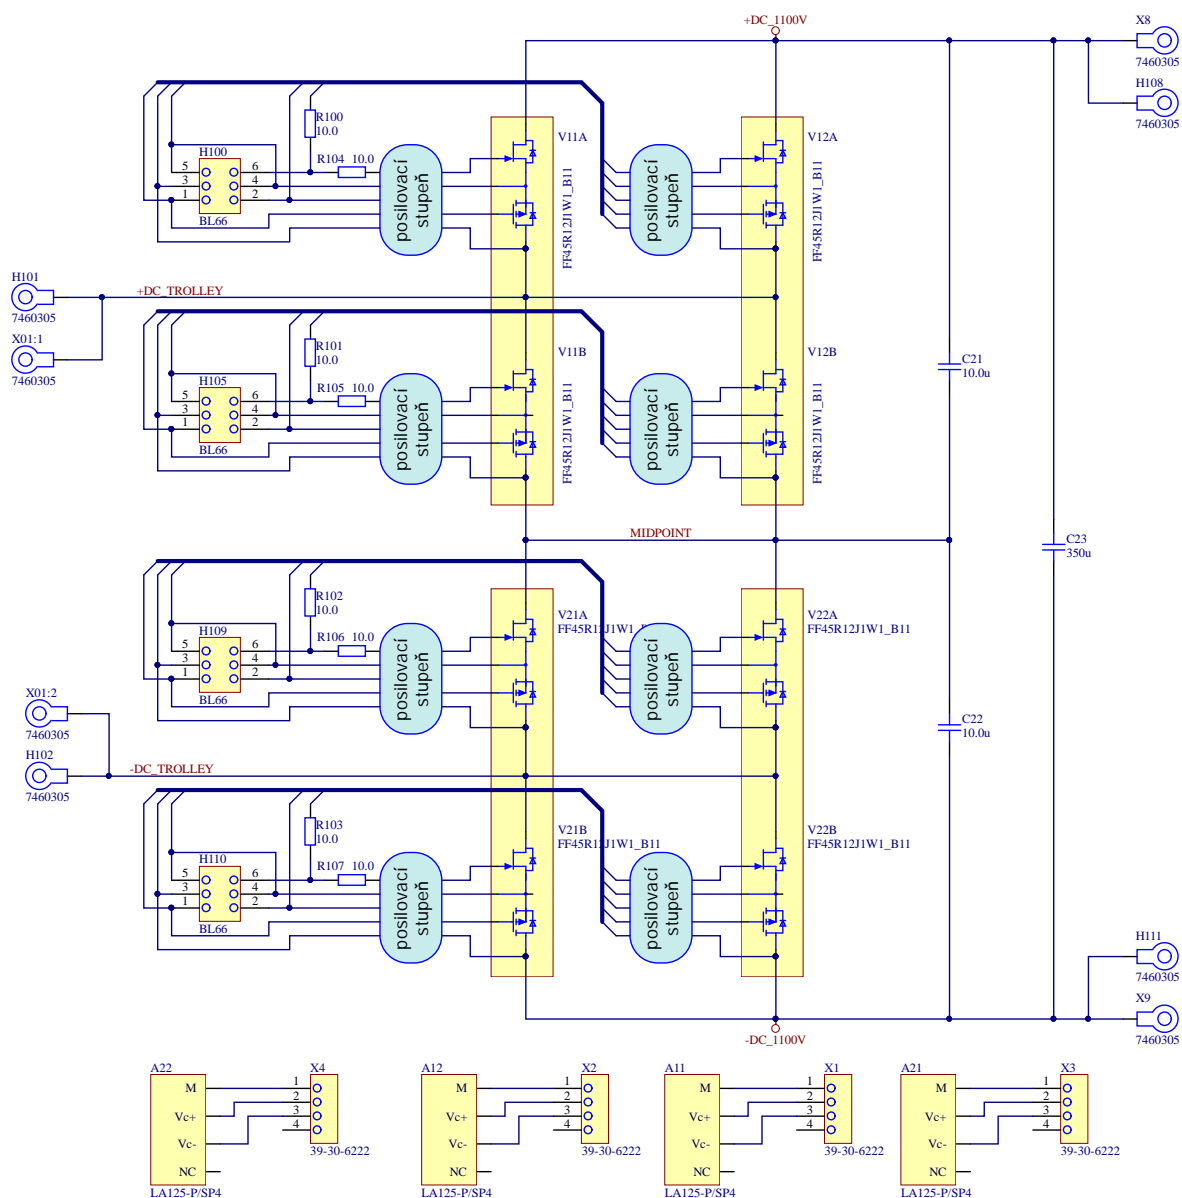 +DC_1100V
X8
7460305
H108
7460305
R100
10.0
R104 10.0
H100
5 6
3 4
1 2
BL66
posilovací
stupeň
V11A
FF45R12J1W1_B11
posilovací
stupeň
V12A
FF45R12J1W1_B11
H101
7460305
+DC_TROLLEY
X01:1
7460305
R101
10.0
R105 10.0
H105
5 6
3 4
1 2
BL66
posilovací
stupeň
V11B
FF45R12J1W1_B11
posilovací
stupeň
V12B
FF45R12J1W1_B11
C21
10.0u
MIDPOINT
C23
350u
R102
10.0
R106 10.0
H109
5 6
3 4
1 2
BL66
posilovací
stupeň
V21A
FF45R12J1W1_B11
posilovací
stupeň
V22A
FF45R12J1W1_B11
X01:2
7460305
H102
7460305
-DC_TROLLEY
C22
10.0u
R103
10.0
R107 10.0
H110
5 6
3 4
1 2
BL66
posilovací
stupeň
V21B
FF45R12J1W1_B11
posilovací
stupeň
V22B
FF45R12J1W1_B11
H111
7460305
X9
7460305
-DC_1100V
A22
M
Vc+
Vc-
NC
LA125-P/SP4
X4
1
2
3
4
39-30-6222
A12
M
Vc+
Vc-
NC
LA125-P/SP4
X2
1
2
3
4
39-30-6222
A11
M
Vc+
Vc-
NC
LA125-P/SP4
X1
1
2
3
4
39-30-6222
A21
M
Vc+
Vc-
NC
LA125-P/SP4
X3
1
2
3
4
39-30-6222